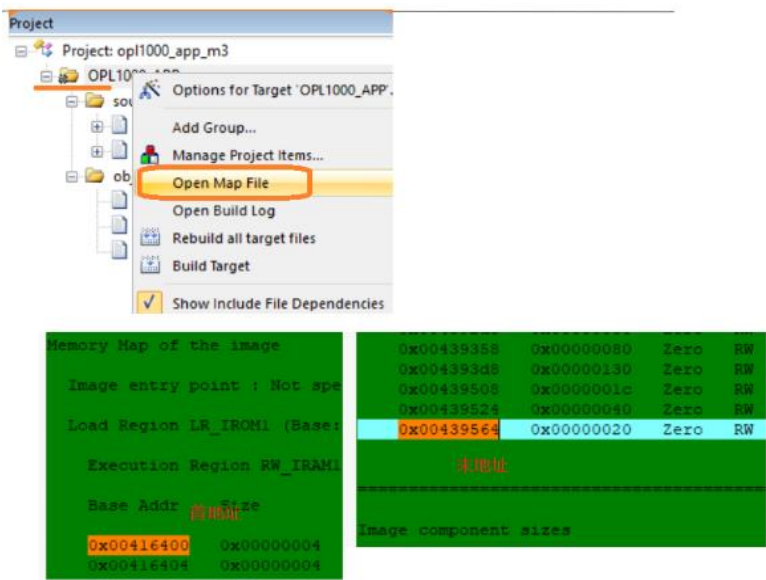 Project
Project: opl1000_app_m3
OPL1000_APP
sou
Options for Target 'OPL1000_APP'.
Add Group...
Manage Project Items...
ob
Open Map File
Open Build Log
Rebuild all target files
Build Target
Show Include File Dependencies
Memory Map of the image
Image entry point : Not spe
Load Region LR_IROM1 (Base:
Execution Region RW_IRAM1
Base Addr Size
首地址
0x00416400 0x00000004
0x00416404 0x00000004
0x00439358 0x00000080 Zero RW
0x004393d8 0x00000130 Zero RW
0x00439508 0x0000001c Zero RW
0x00439524 0x00000040 Zero RW
0x00439564 0x00000020 Zero RW
末地址
Image component sizes